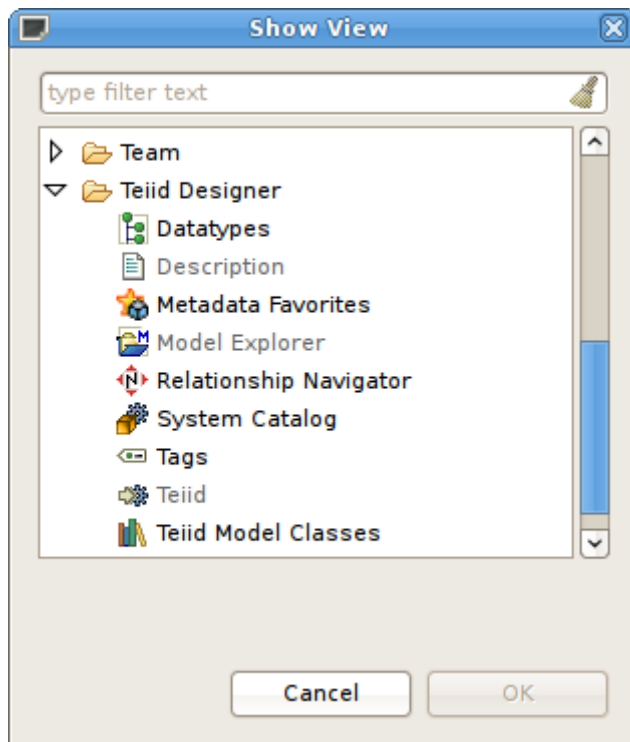 Show View
type filter text
Team
Teiid Designer
Datatypes
Description
Metadata Favorites
Model Explorer
Relationship Navigator
System Catalog
Tags
Teiid
Teiid Model Classes
Cancel OK